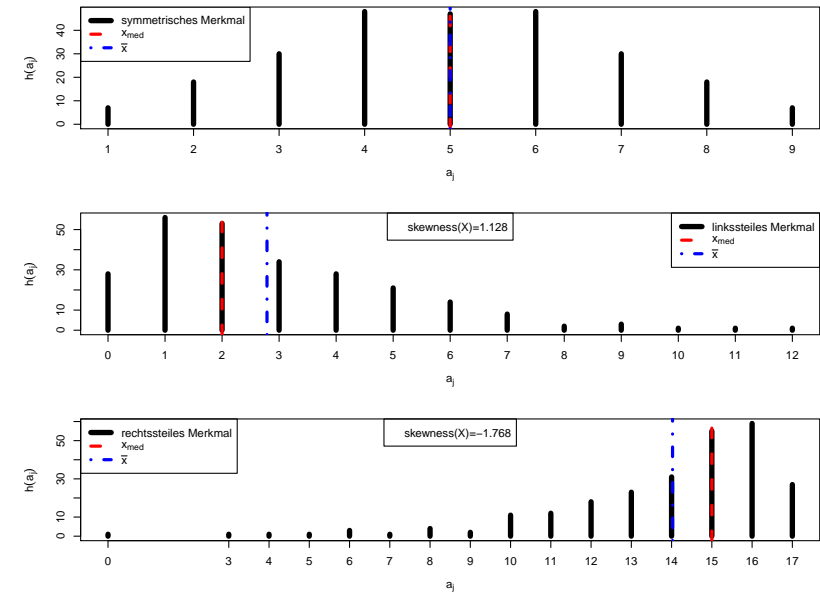 symmetrisches Merkmal
x_med
x̄
h(a_j)
0 10 20 30 40
1 2 3 4 5 6 7 8 9
a_j
skewness(X)=1.128
linkssteiles Merkmal
x_med
x̄
h(a_j)
0 10 30 50
0 1 2 3 4 5 6 7 8 9 10 11 12
a_j
rechtssteiles Merkmal
x_med
x̄
skewness(X)=−1.768
h(a_j)
0 10 30 50
0 3 4 5 6 7 8 9 10 11 12 13 14 15 16 17
a_j